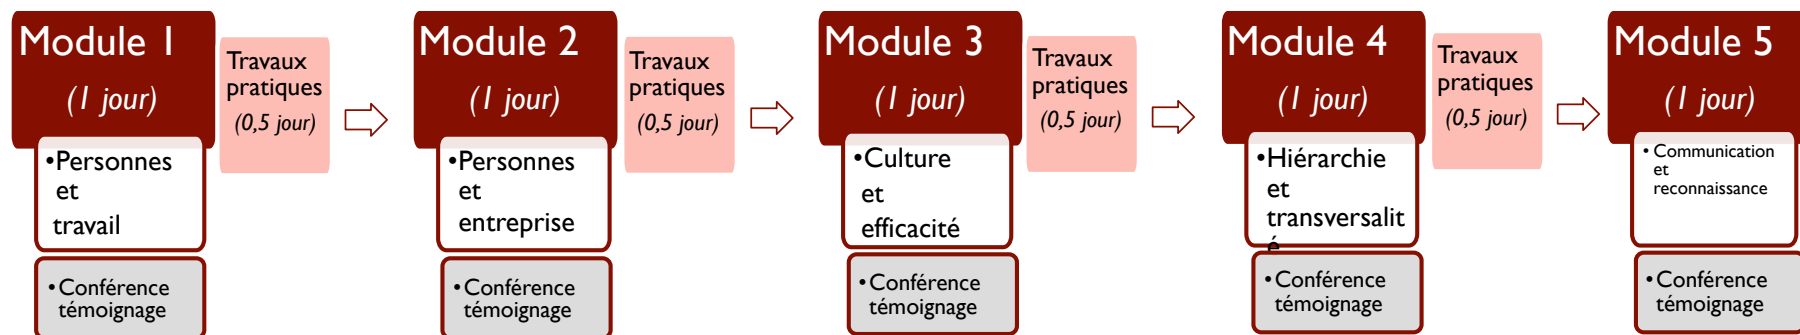 Module 1
(1 jour)
•Personnes
et
travail
•Conférence
témoignage
Travaux
pratiques
(0,5 jour)
Module 2
(1 jour)
•Personnes
et
entreprise
•Conférence
témoignage
Travaux
pratiques
(0,5 jour)
Module 3
(1 jour)
•Culture
et
efficacité
•Conférence
témoignage
Travaux
pratiques
(0,5 jour)
Module 4
(1 jour)
•Hiérarchie
et
transversalit
é
•Conférence
témoignage
Travaux
pratiques
(0,5 jour)
Module 5
(1 jour)
•Communication
et
reconnaissance
•Conférence
témoignage